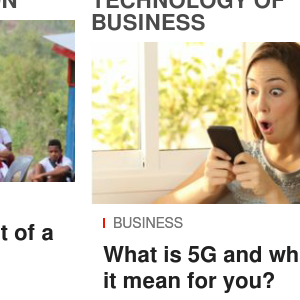 TECHNOLOGY OF
BUSINESS
BUSINESS
t of a
What is 5G and wh
it mean for you?